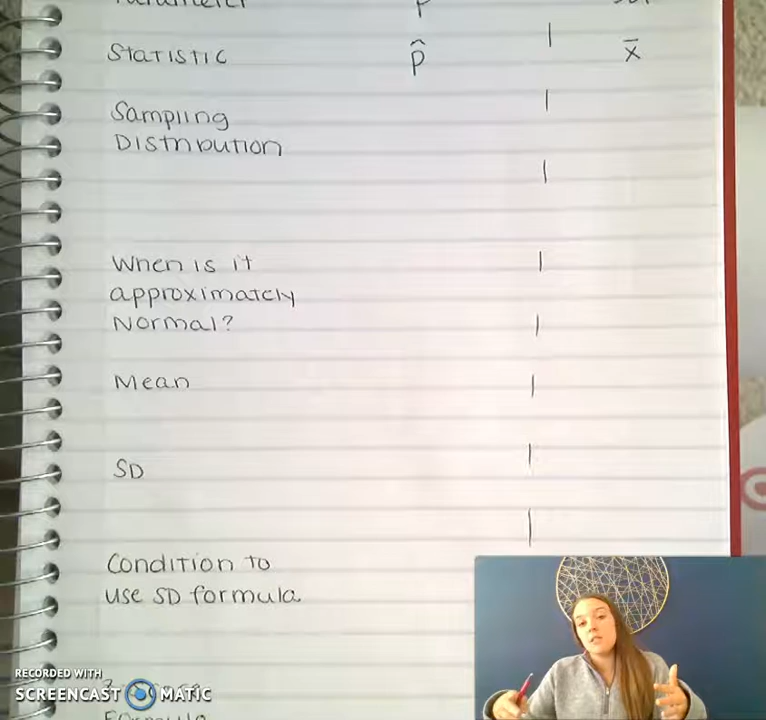 p
Statistic p̂ x̄
Sampling
Distribution
When is it
approximately
Normal?
Mean
SD
Condition to
use SD formula
RECORDED WITH
SCREENCAST MATIC
Formula